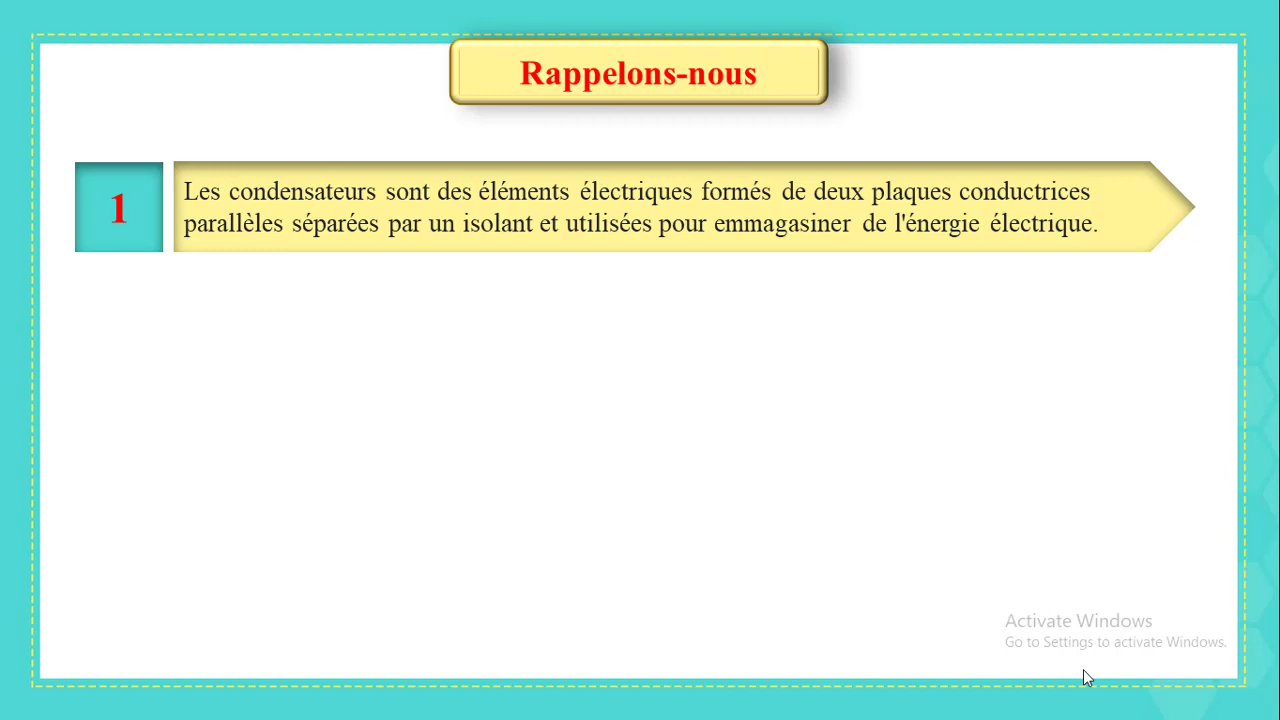 Rappelons-nous
1
Les condensateurs sont des éléments électriques formés de deux plaques conductrices
parallèles séparées par un isolant et utilisées pour emmagasiner de l'énergie électrique.
Activate Windows
Go to Settings to activate Windows.